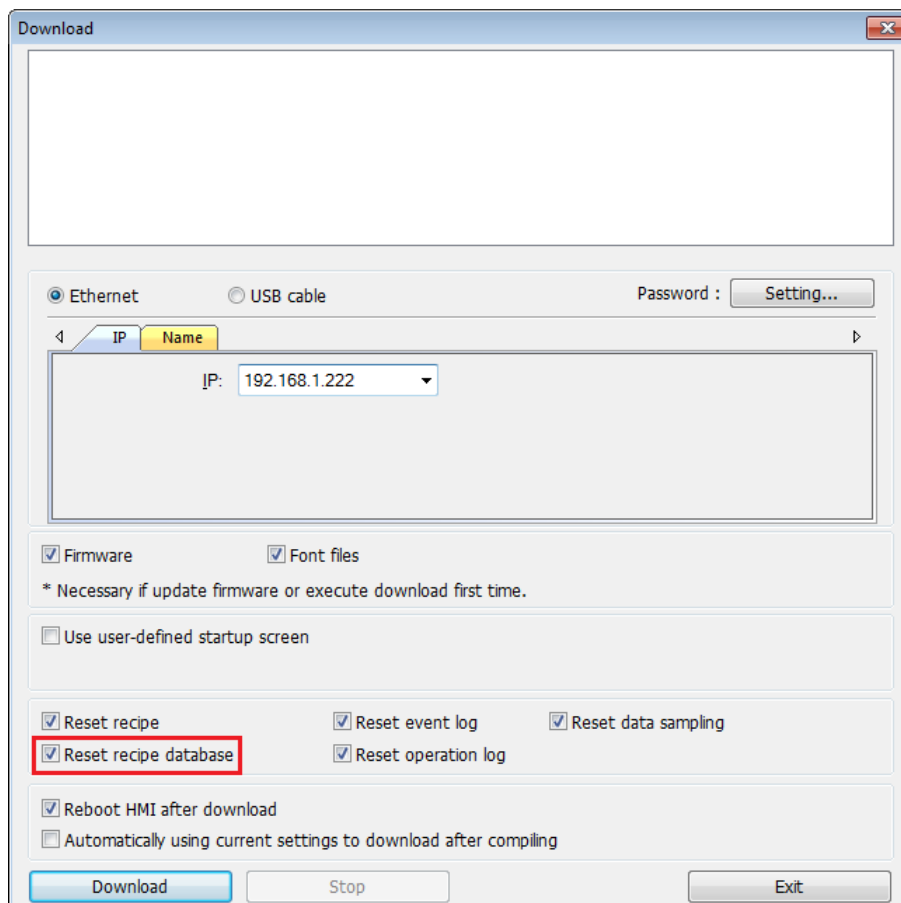 Download
Ethernet USB cable Password : Setting...
IP Name
IP: 192.168.1.222
Firmware Font files
* Necessary if update firmware or execute download first time.
Use user-defined startup screen
Reset recipe Reset event log Reset data sampling
Reset recipe database Reset operation log
Reboot HMI after download
Automatically using current settings to download after compiling
Download Stop Exit